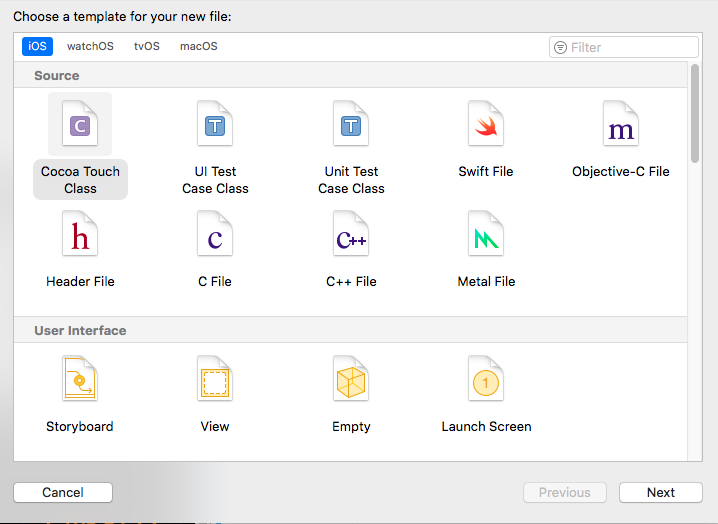 Choose a template for your new file:
iOS watchOS tvOS macOS Filter
Source
C T T m
Cocoa Touch Class
UI Test Case Class
Unit Test Case Class
Swift File
Objective-C File
h c c++
Header File
C File
C++ File
Metal File
User Interface
1
Storyboard
View
Empty
Launch Screen
Cancel Previous Next